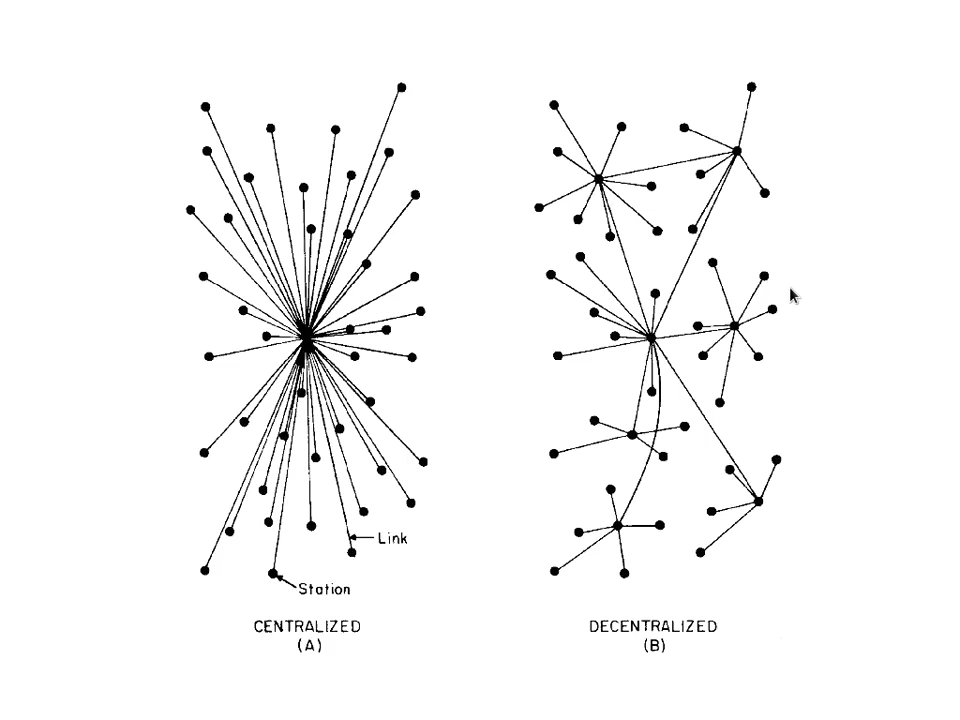 Link
Station
CENTRALIZED
(A)
DECENTRALIZED
(B)